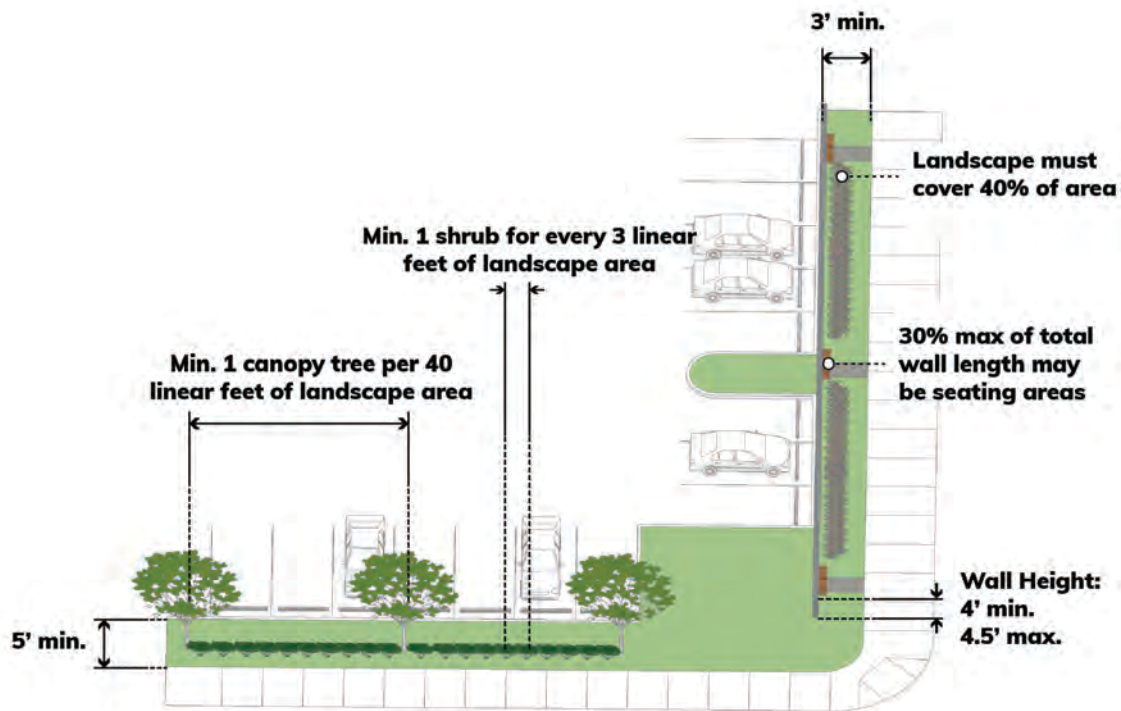 3’ min.
Landscape must
cover 40% of area
Min. 1 shrub for every 3 linear
feet of landscape area
30% max of total
wall length may
be seating areas
Min. 1 canopy tree per 40
linear feet of landscape area
Wall Height:
4’ min.
4.5’ max.
5’ min.